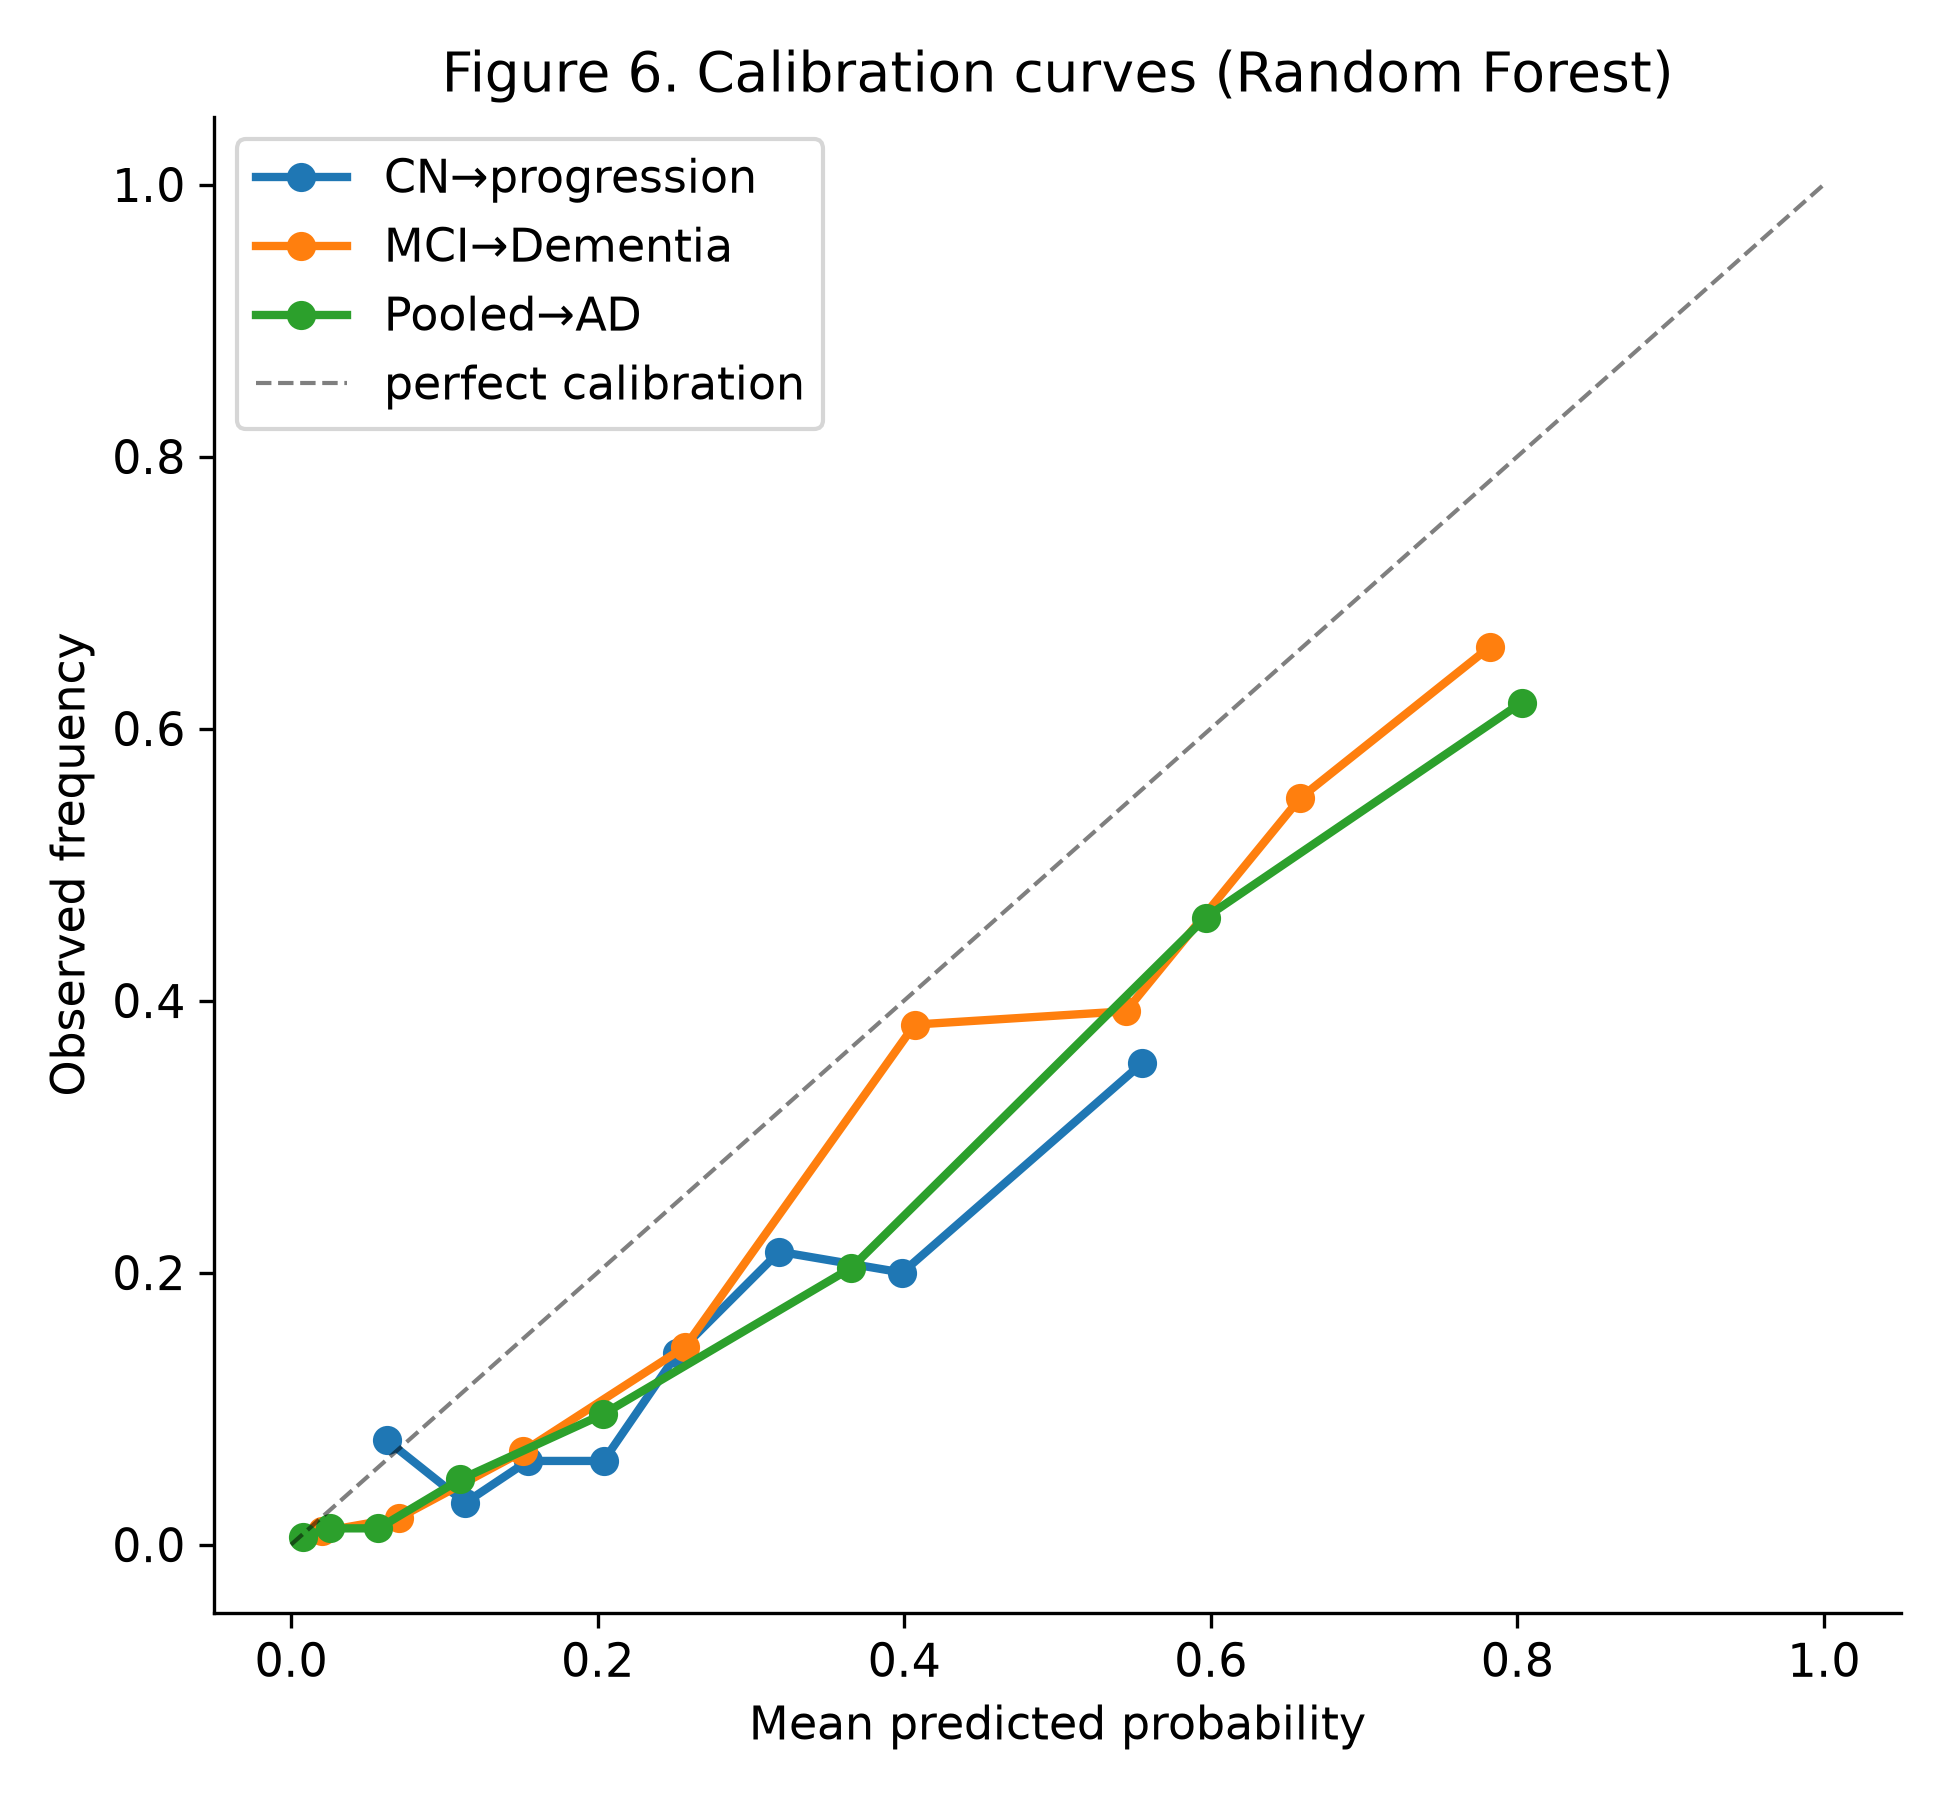 Figure 6. Calibration curves (Random Forest)
CN→progression
MCI→Dementia
Pooled→AD
perfect calibration
1.0
0.8
0.6
0.4
0.2
0.0
Observed frequency
0.0 0.2 0.4 0.6 0.8 1.0
Mean predicted probability